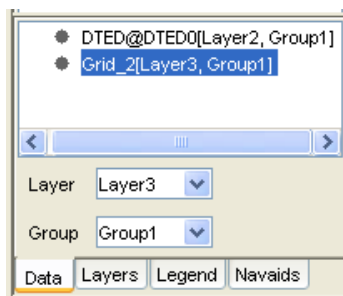 DTED@DTED0[Layer2, Group1]
Grid_2[Layer3, Group1]
Layer Layer3
Group Group1
Data Layers Legend Navaids